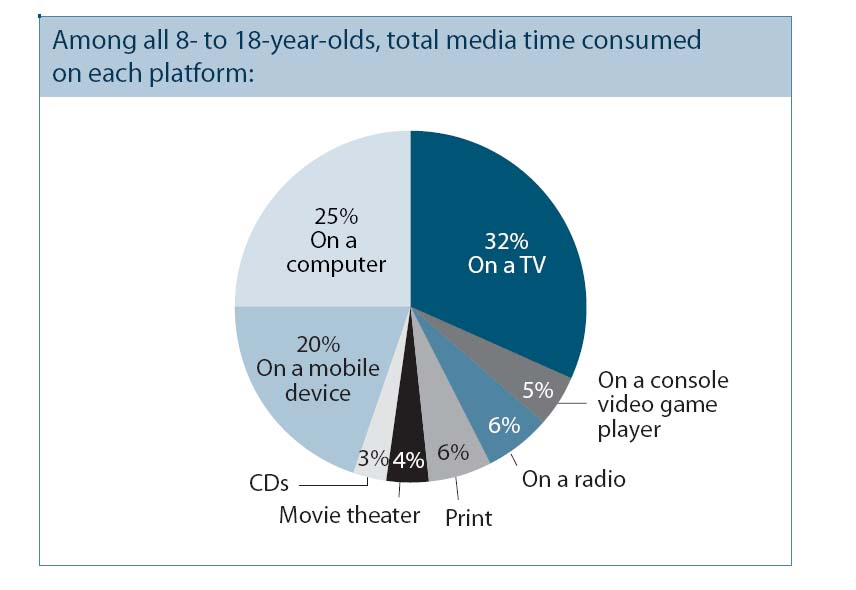 Among all 8- to 18-year-olds, total media time consumed
on each platform:
25%
On a
computer
32%
On a TV
20%
On a mobile
device
5%
On a console
video game
player
6%
On a radio
6%
Print
4%
Movie theater
3%
CDs